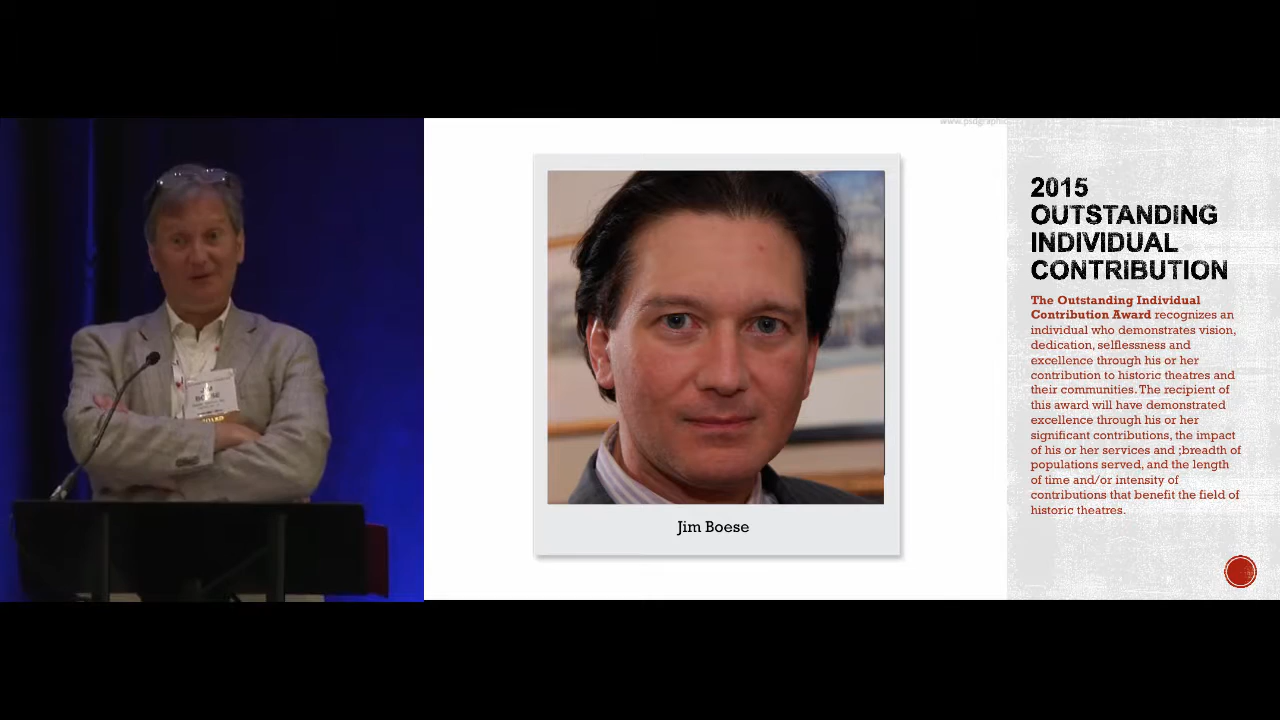 www.psdgraph
BOESE
Jim Boese
2015
OUTSTANDING
INDIVIDUAL
CONTRIBUTION
The Outstanding Individual
Contribution Award recognizes an
individual who demonstrates vision,
dedication, selflessness and
excellence through his or her
contribution to historic theatres and
their communities. The recipient of
this award will have demonstrated
excellence through his or her
significant contributions, the impact
of his or her services and ;breadth of
populations served, and the length
of time and/or intensity of
contributions that benefit the field of
historic theatres.